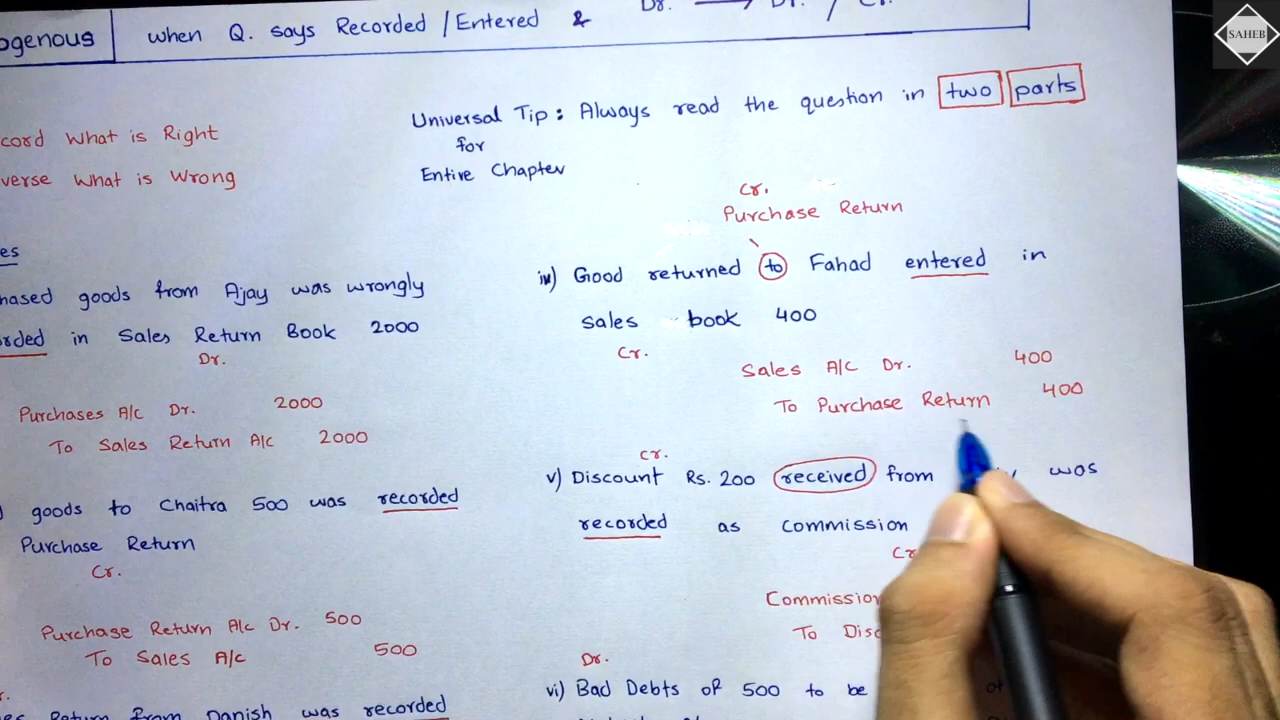 ogenous when Q. says Recorded / Entered & Dr. → Dr. / Cr.
SAHEB
cord What is Right
verse What is Wrong
Universal Tip: Always read the question in two parts
for
Entire Chapter
es
hased goods from Ajay was wrongly
orded in Sales Return Book 2000
Dr.
Purchases A/c Dr. 2000
To Sales Return A/c 2000
goods to Chaitra 500 was recorded
Purchase Return
Cr.
Purchase Return A/c Dr. 500
To Sales A/c 500
Return from Danish was recorded
Cr.
Purchase Return
iv) Good returned to Fahad entered in
sales book 400
Cr.
Sales A/c Dr. 400
To Purchase Return 400
Cr.
v) Discount Rs. 200 received from was
recorded as commission
Cr
Commission
To Disc
Dr.
vi) Bad Debts of 500 to be